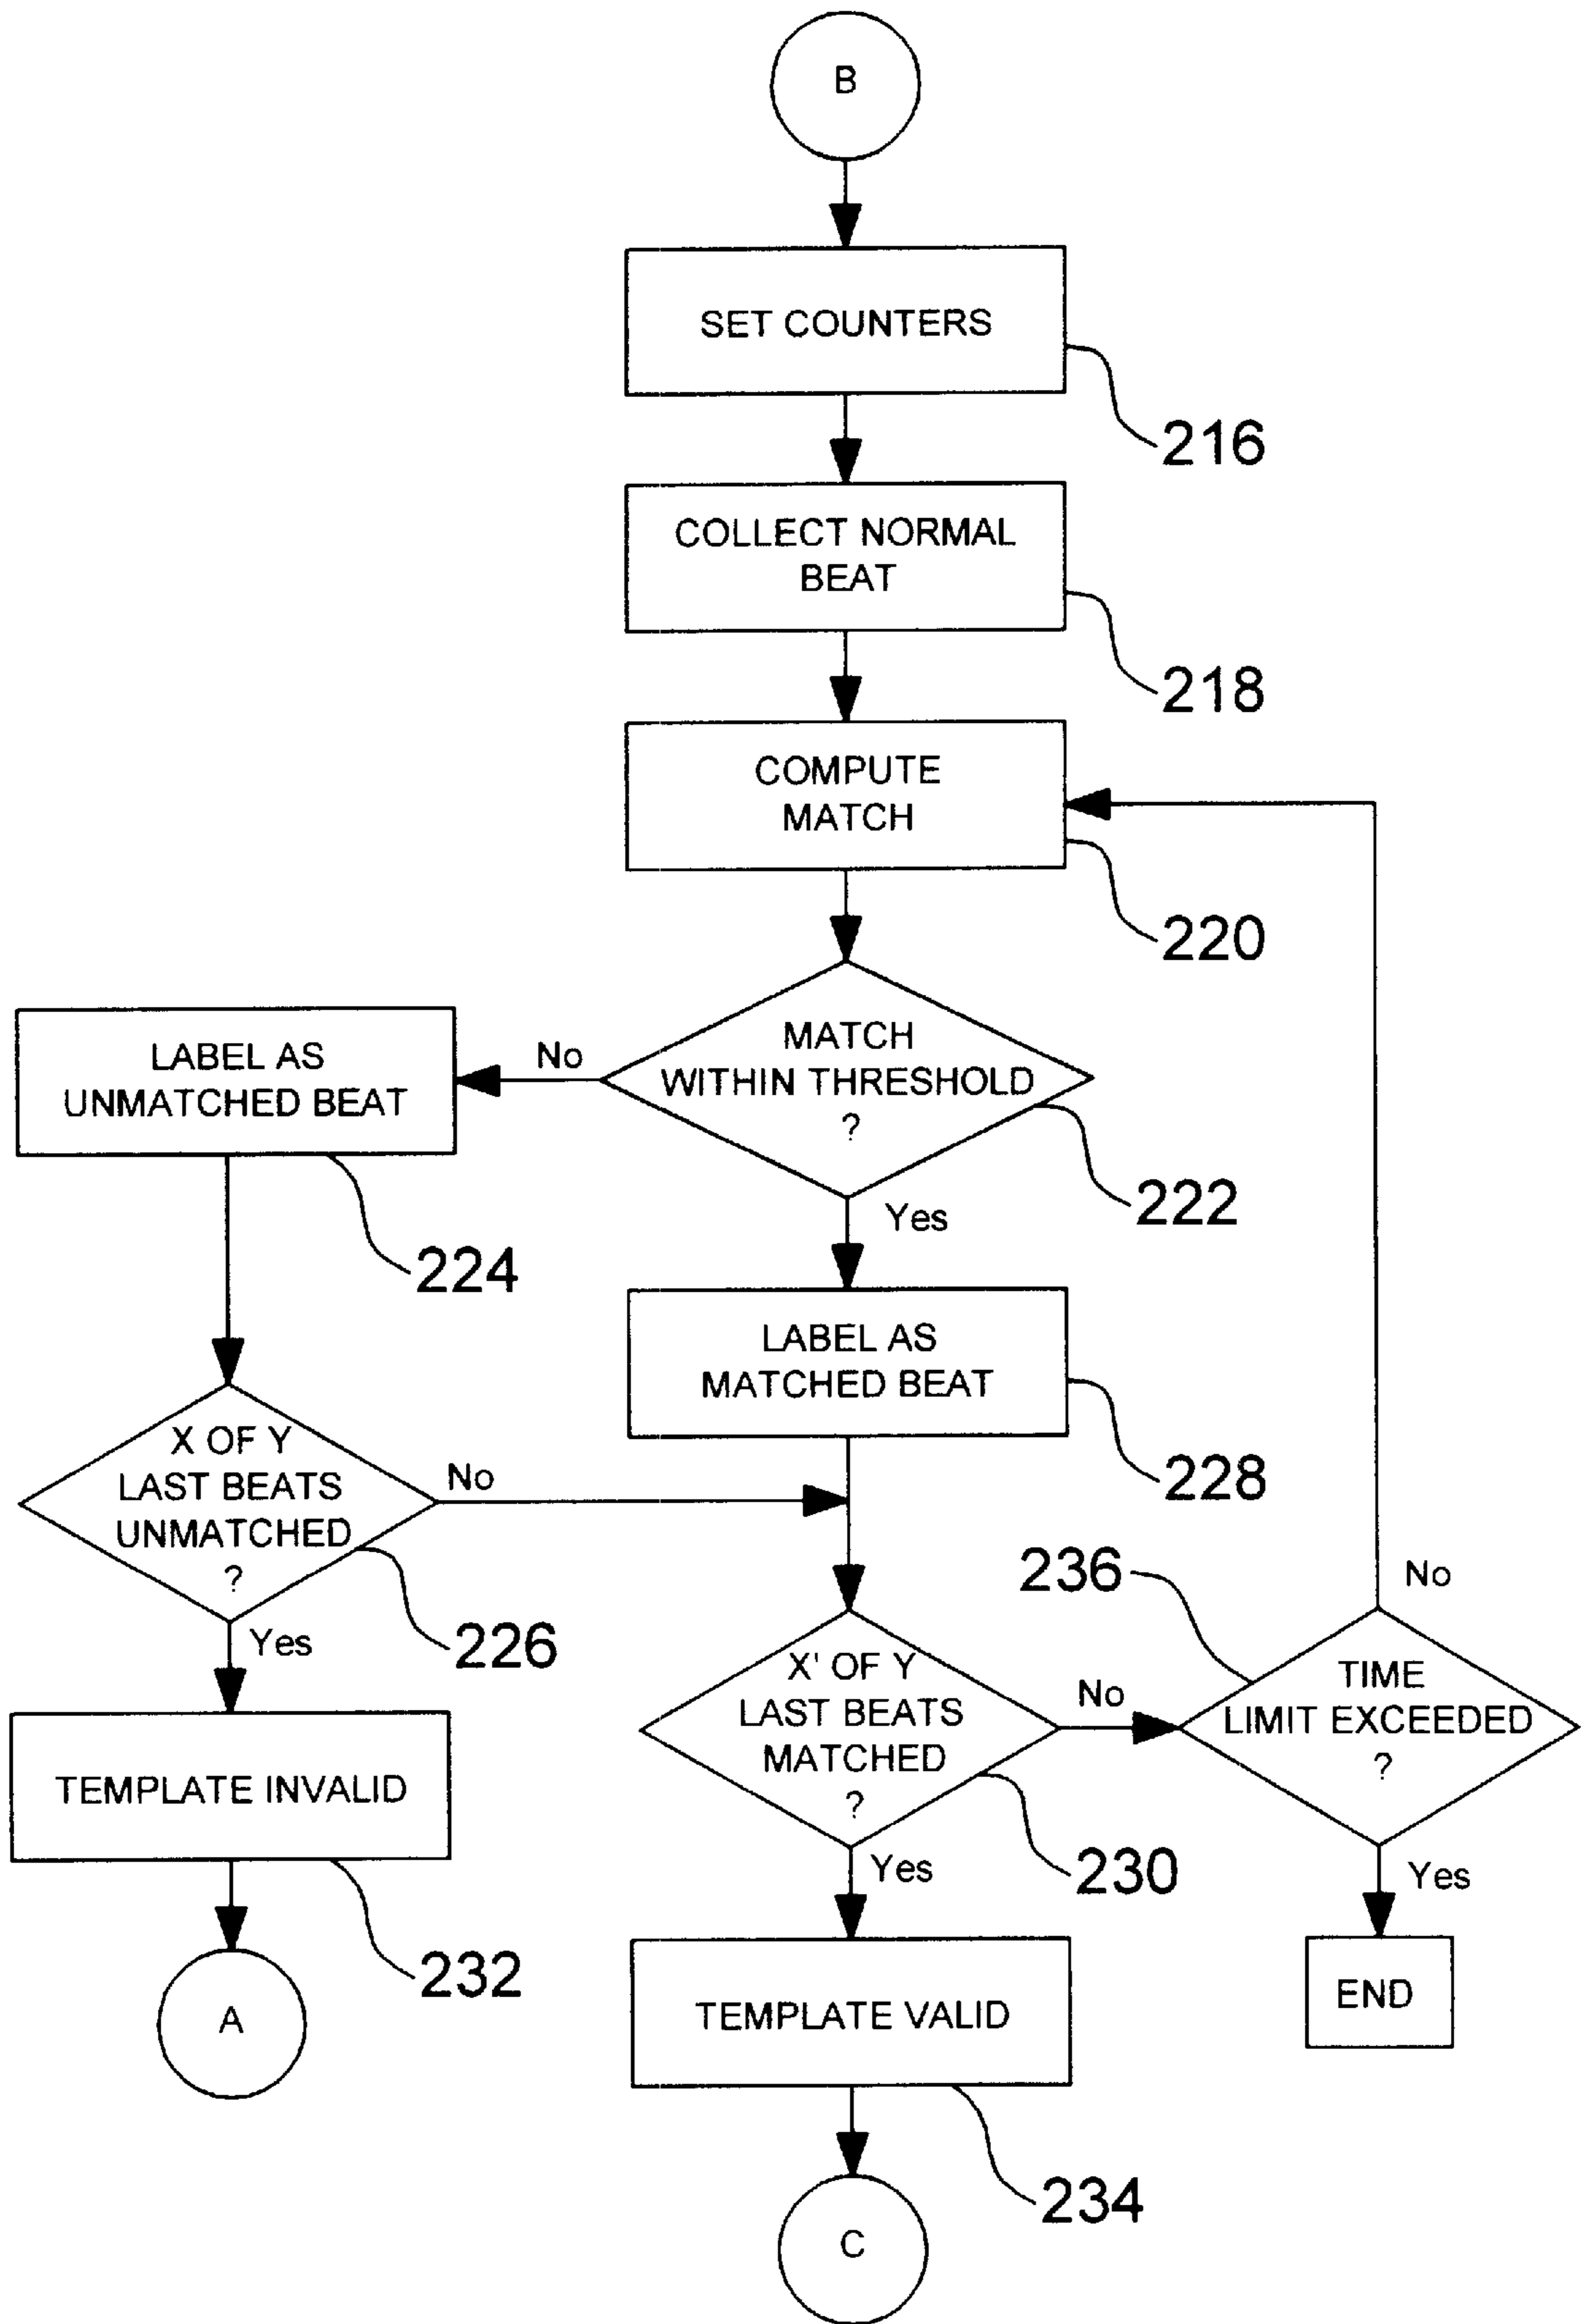 B
SET COUNTERS
216
COLLECT NORMAL
BEAT
218
COMPUTE
MATCH
220
MATCH
WITHIN THRESHOLD
?
222
No
LABEL AS
UNMATCHED BEAT
224
Yes
LABEL AS
MATCHED BEAT
228
X OF Y
LAST BEATS
UNMATCHED
?
226
No
Yes
X' OF Y
LAST BEATS
MATCHED
?
230
No
236
TIME
LIMIT EXCEEDED
?
No
Yes
END
TEMPLATE INVALID
232
A
Yes
TEMPLATE VALID
234
C